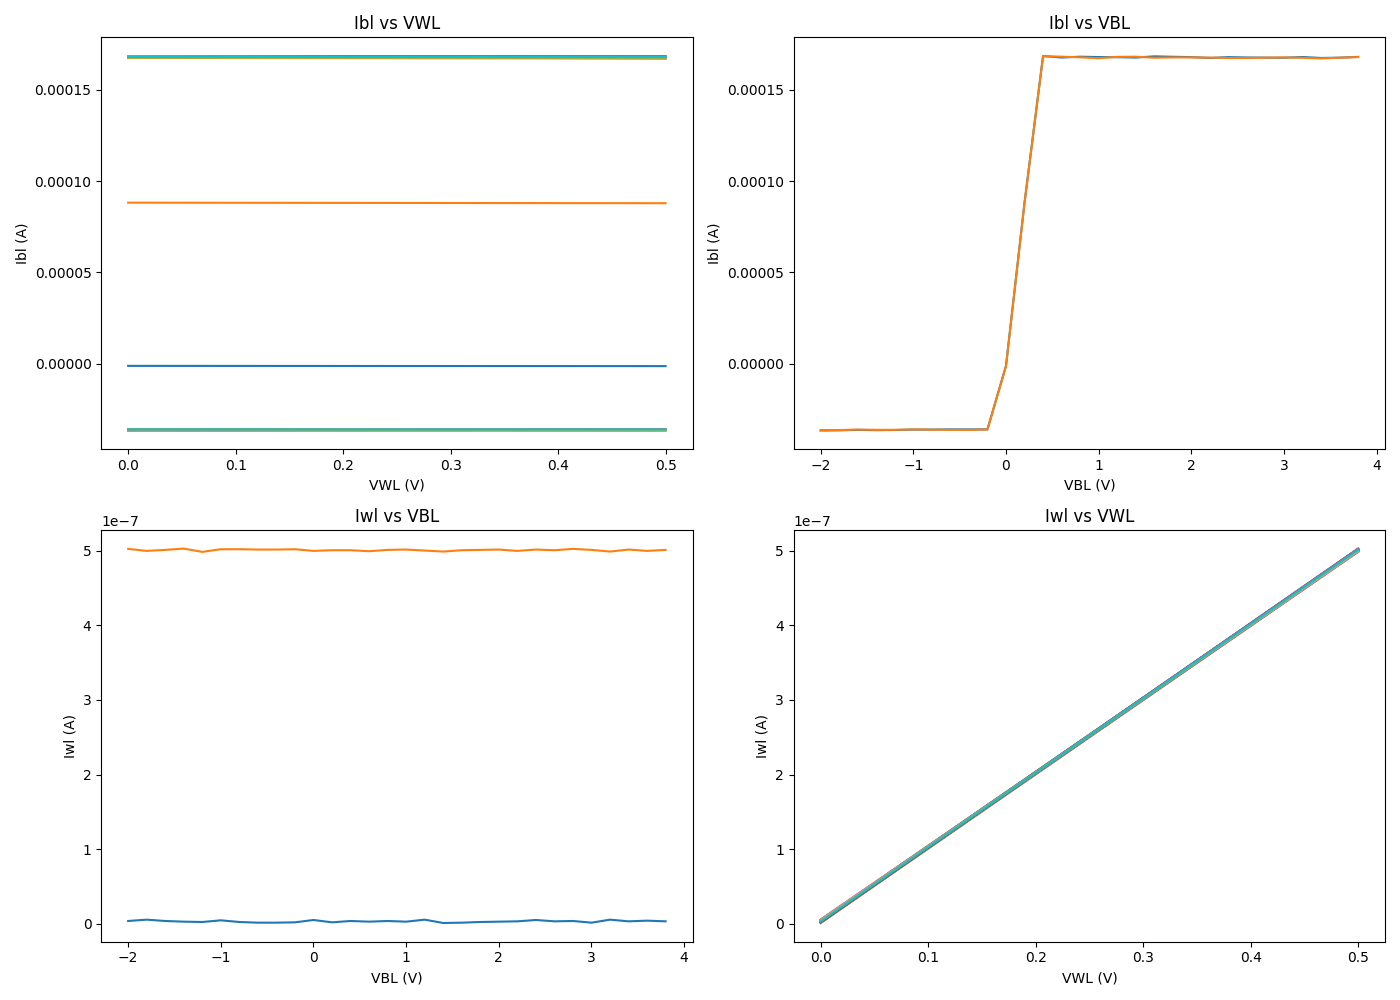 Ibl vs VWL
Ibl (A)
0.00015
0.00010
0.00005
0.00000
0.0 0.1 0.2 0.3 0.4 0.5
VWL (V)
Ibl vs VBL
Ibl (A)
0.00015
0.00010
0.00005
0.00000
−2 −1 0 1 2 3 4
VBL (V)
Iwl vs VBL
1e−7
Iwl (A)
5
4
3
2
1
0
−2 −1 0 1 2 3 4
VBL (V)
Iwl vs VWL
1e−7
Iwl (A)
5
4
3
2
1
0
0.0 0.1 0.2 0.3 0.4 0.5
VWL (V)